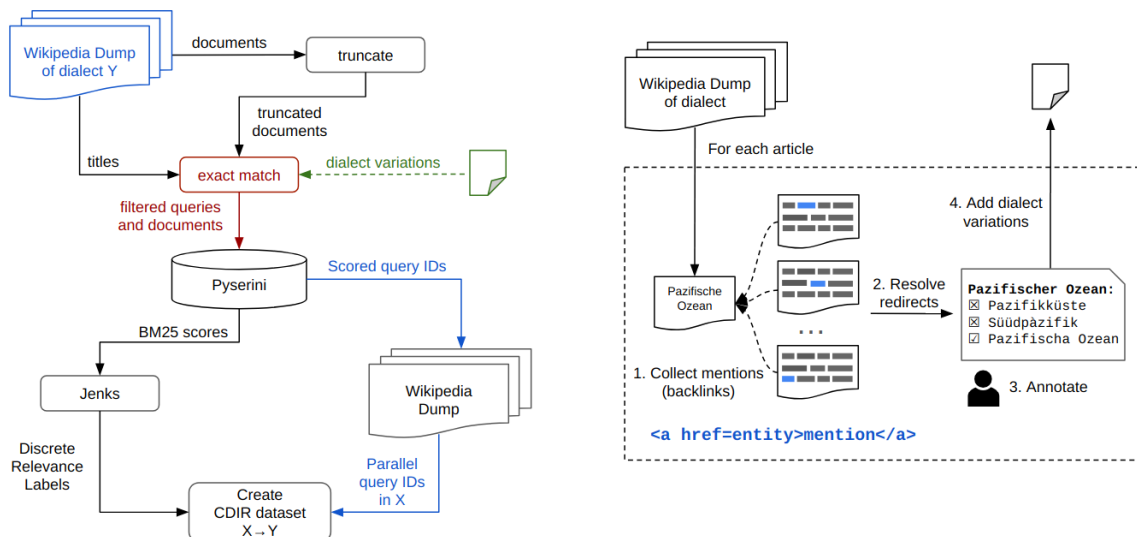 Wikipedia Dump
of dialect Y
documents
truncate
truncated
documents
titles
exact match
dialect variations
filtered queries
and documents
Pyserini
Scored query IDs
BM25 scores
Jenks
Wikipedia
Dump
Discrete
Relevance
Labels
Parallel
query IDs
in X
Create
CDIR dataset
X→Y
Wikipedia Dump
of dialect
For each article
4. Add dialect
variations
Pazifische
Ozean
2. Resolve
redirects
...
Pazifischer Ozean:
☒ Pazifikküste
☒ Süüdpàzifik
☑ Pazifischa Ozean
1. Collect mentions
(backlinks)
3. Annotate
<a href=entity>mention</a>